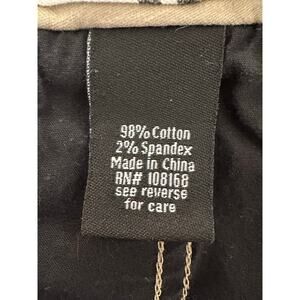 98% Cotton
2% Spandex
Made in China
RN# 108168
see reverse
for care